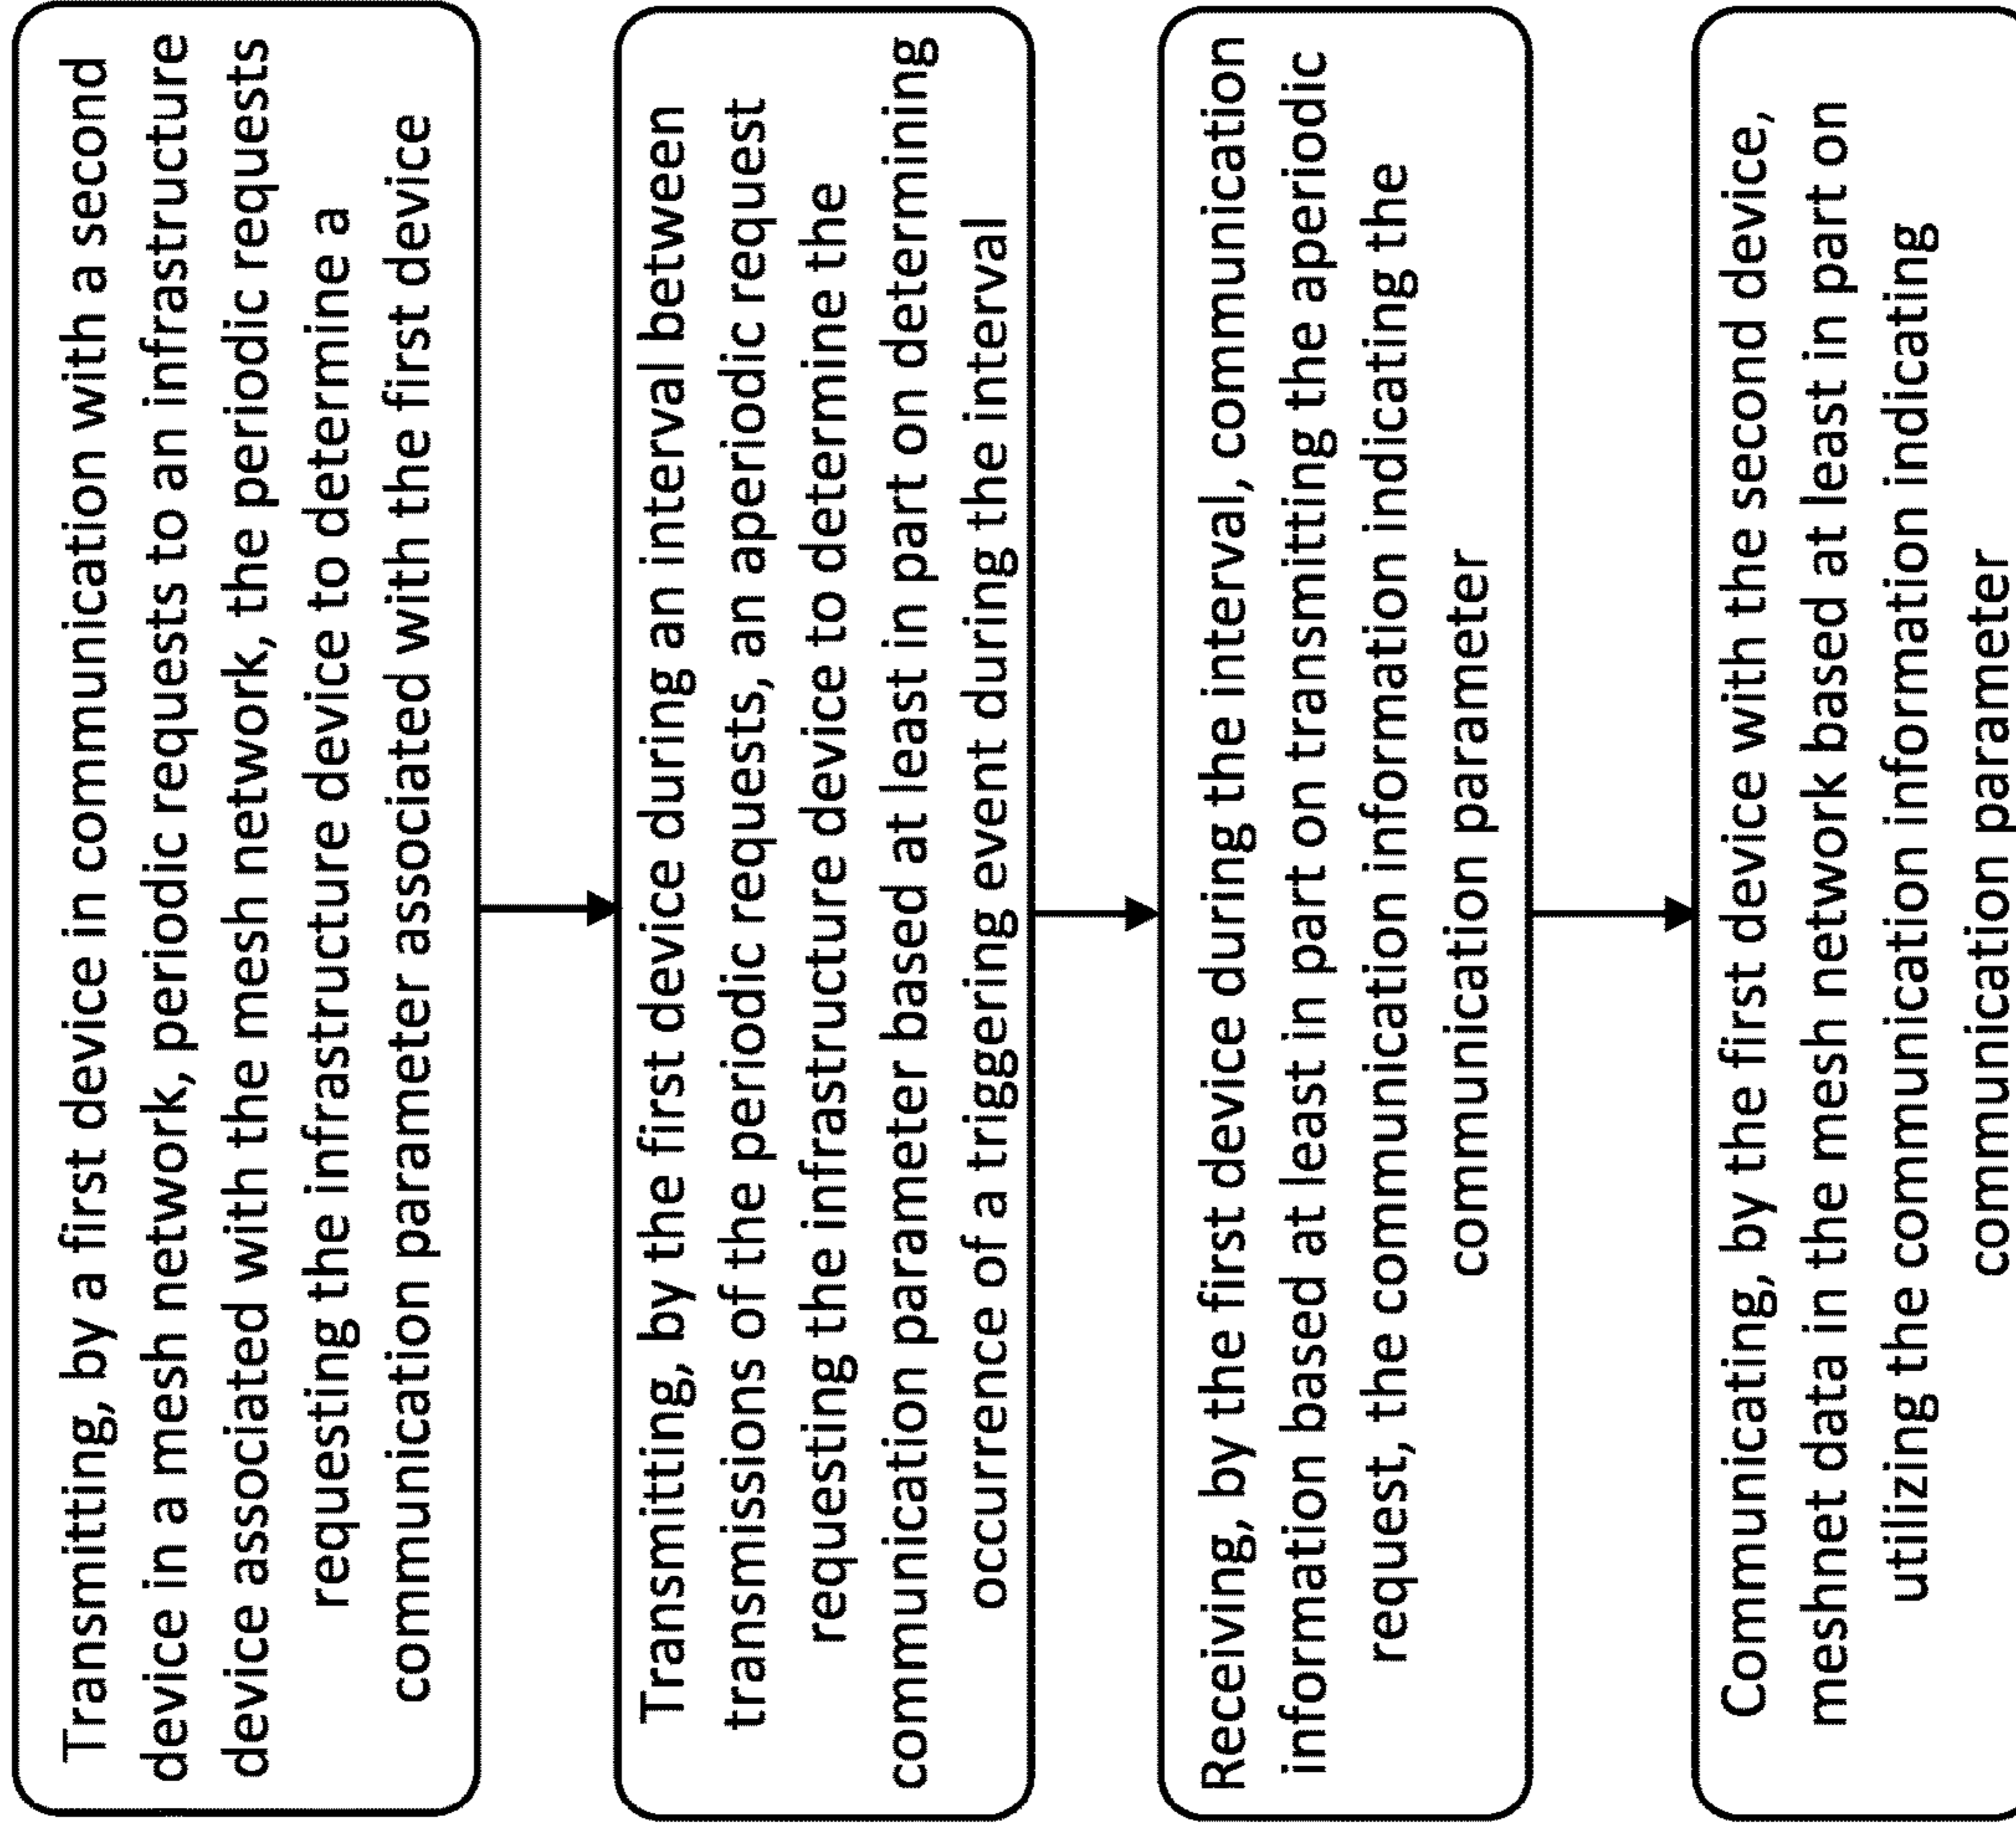 Transmitting, by a first device in communication with a second
device in a mesh network, periodic requests to an infrastructure
device associated with the mesh network, the periodic requests
requesting the infrastructure device to determine a
communication parameter associated with the first device
Transmitting, by the first device during an interval between
transmissions of the periodic requests, an aperiodic request
requesting the infrastructure device to determine the
communication parameter based at least in part on determining
occurrence of a triggering event during the interval
Receiving, by the first device during the interval, communication
information based at least in part on transmitting the aperiodic
request, the communication information indicating the
communication parameter
Communicating, by the first device with the second device,
meshnet data in the mesh network based at least in part on
utilizing the communication information indicating
communication parameter